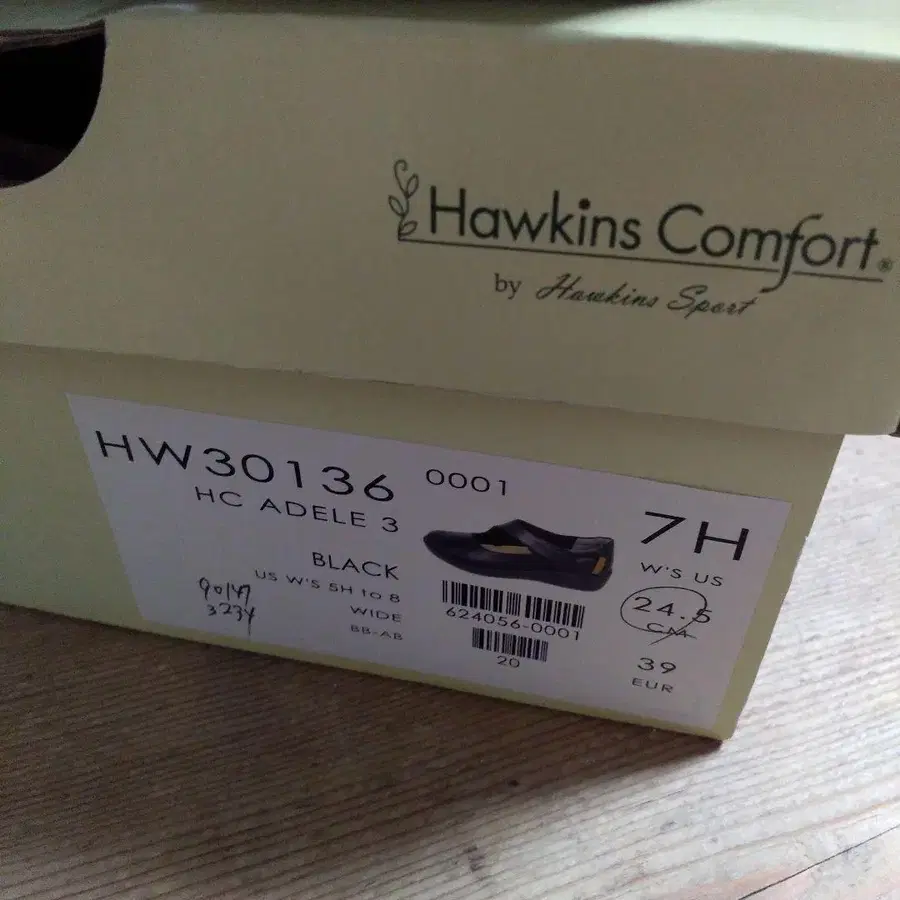 Hawkins Comfort®
by Hawkins Sport
HW30136 0001
HC ADELE 3
BLACK
US W'S 5H TO 8
WIDE
BB-AB
7H
W'S US
24.5
CM
39
EUR
624056-0001
20
3234